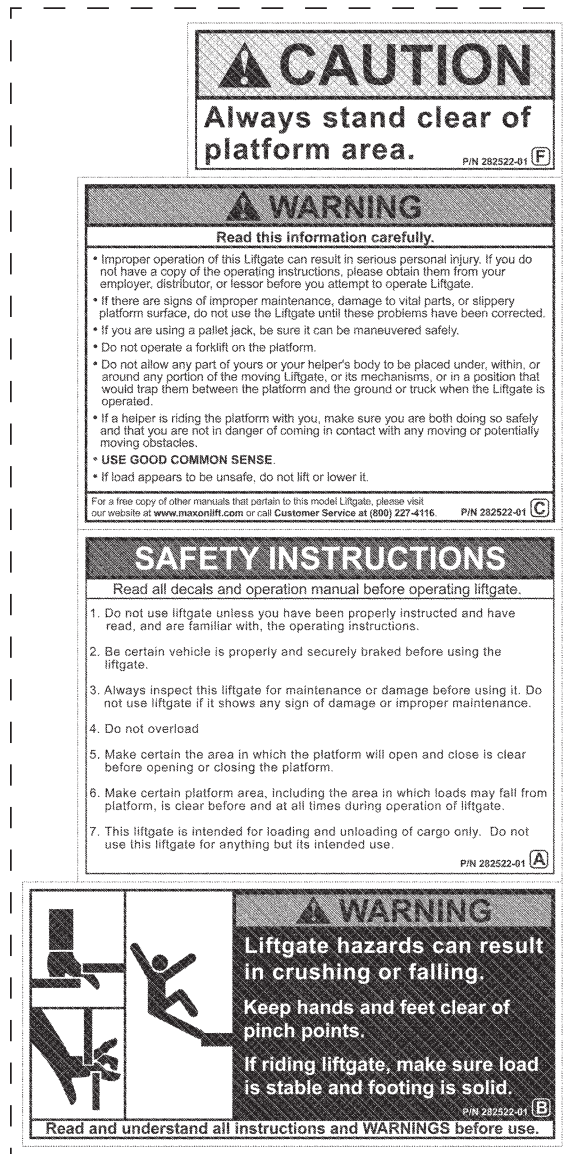 CAUTION
Always stand clear of
platform area.
P/N 282522-01 F
WARNING
Read this information carefully.
• Improper operation of this Liftgate can result in serious personal injury. If you do
not have a copy of the operating instructions, please obtain them from your
employer, distributor, or lessor before you attempt to operate Liftgate.
• If there are signs of improper maintenance, damage to vital parts, or slippery
platform surface, do not use the Liftgate until these problems have been corrected.
• If you are using a pallet jack, be sure it can be maneuvered safely.
• Do not operate a forklift on the platform.
• Do not allow any part of yours or your helper's body to be placed under, within, or
around any portion of the moving Liftgate, or its mechanisms, or in a position that
would trap them between the platform and the ground or truck when the Liftgate is
operated.
• If a helper is riding the platform with you, make sure you are both doing so safely
and that you are not in danger of coming in contact with any moving or potentially
moving obstacles.
• USE GOOD COMMON SENSE.
• If load appears to be unsafe, do not lift or lower it.
For a free copy of other manuals that pertain to this model Liftgate, please visit
our website at www.maxonlift.com or call Customer Service at (800) 227-4116. P/N 282522-01 C
SAFETY INSTRUCTIONS
Read all decals and operation manual before operating liftgate.
1. Do not use liftgate unless you have been properly instructed and have
read, and are familiar with, the operating instructions.
2. Be certain vehicle is properly and securely braked before using the
liftgate.
3. Always inspect this liftgate for maintenance or damage before using it. Do
not use liftgate if it shows any sign of damage or improper maintenance.
4. Do not overload
5. Make certain the area in which the platform will open and close is clear
before opening or closing the platform.
6. Make certain platform area, including the area in which loads may fall from
platform, is clear before and at all times during operation of liftgate.
7. This liftgate is intended for loading and unloading of cargo only. Do not
use this liftgate for anything but its intended use.
P/N 282522-01 A
WARNING
Liftgate hazards can result
in crushing or falling.
Keep hands and feet clear of
pinch points.
If riding liftgate, make sure load
is stable and footing is solid.
P/N 282522-01 B
Read and understand all instructions and WARNINGS before use.